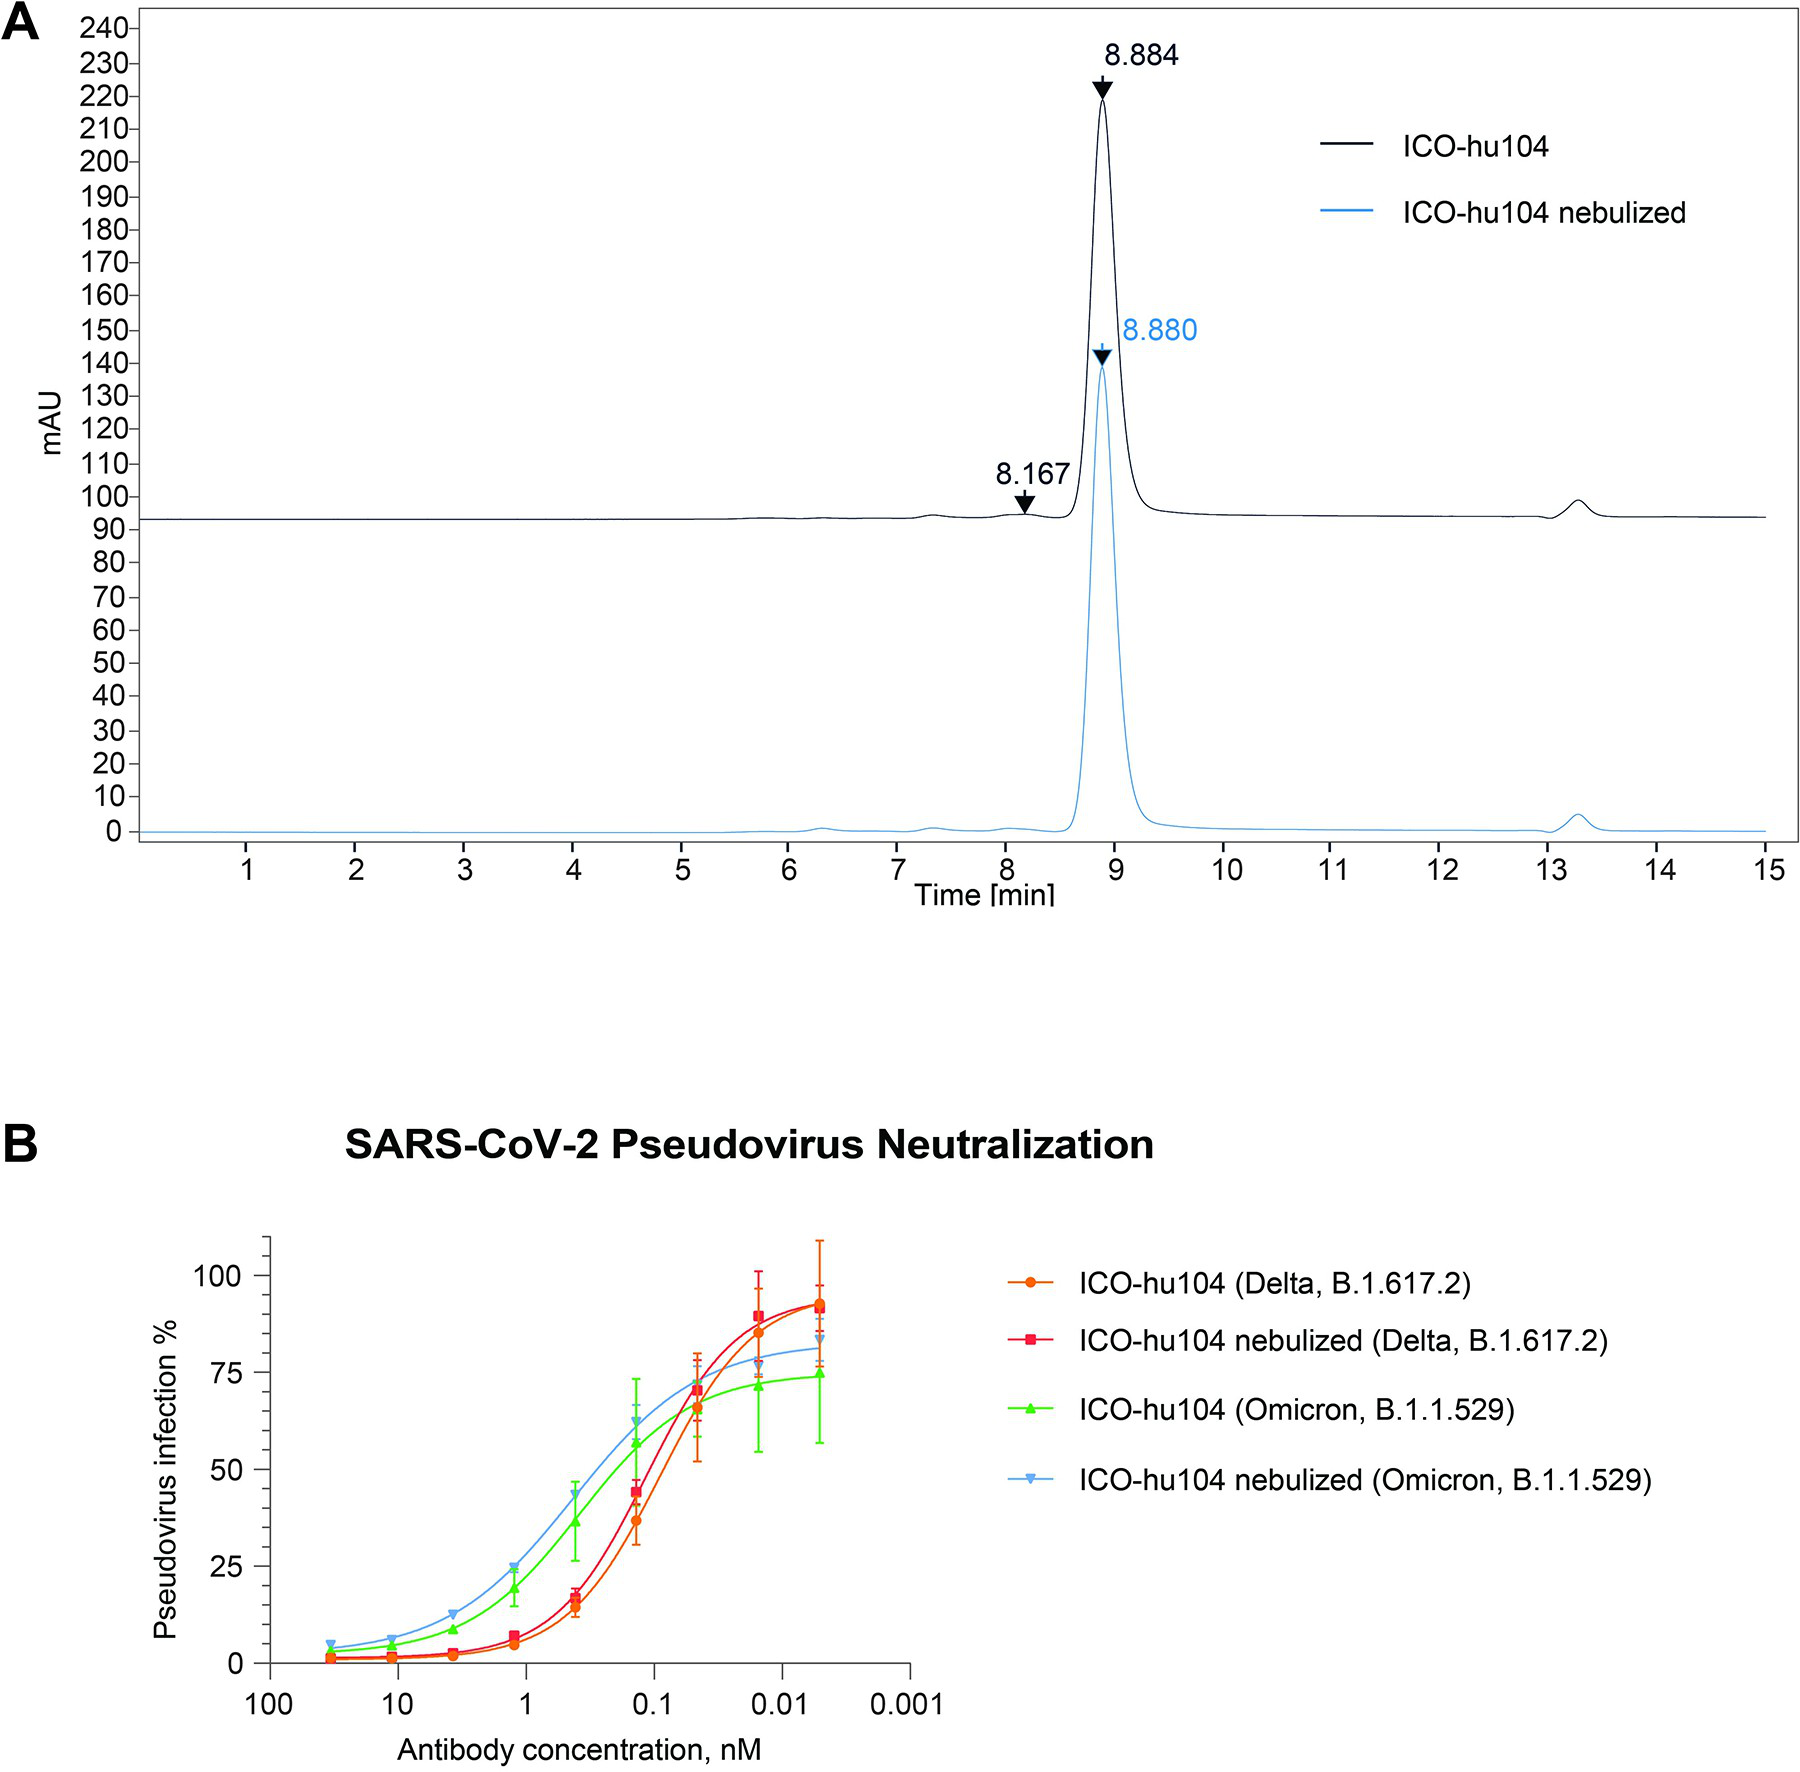 A
240
230
220
210
200
190
180
170
160
150
140
130
120
110
100
90
80
70
60
50
40
30
20
10
0
mAU
8.884
8.880
8.167
ICO-hu104
ICO-hu104 nebulized
1 2 3 4 5 6 7 8 9 10 11 12 13 14 15
Time [min]
B
SARS-CoV-2 Pseudovirus Neutralization
100
75
50
25
0
Pseudovirus infection %
100 10 1 0.1 0.01 0.001
Antibody concentration, nM
ICO-hu104 (Delta, B.1.617.2)
ICO-hu104 nebulized (Delta, B.1.617.2)
ICO-hu104 (Omicron, B.1.1.529)
ICO-hu104 nebulized (Omicron, B.1.1.529)